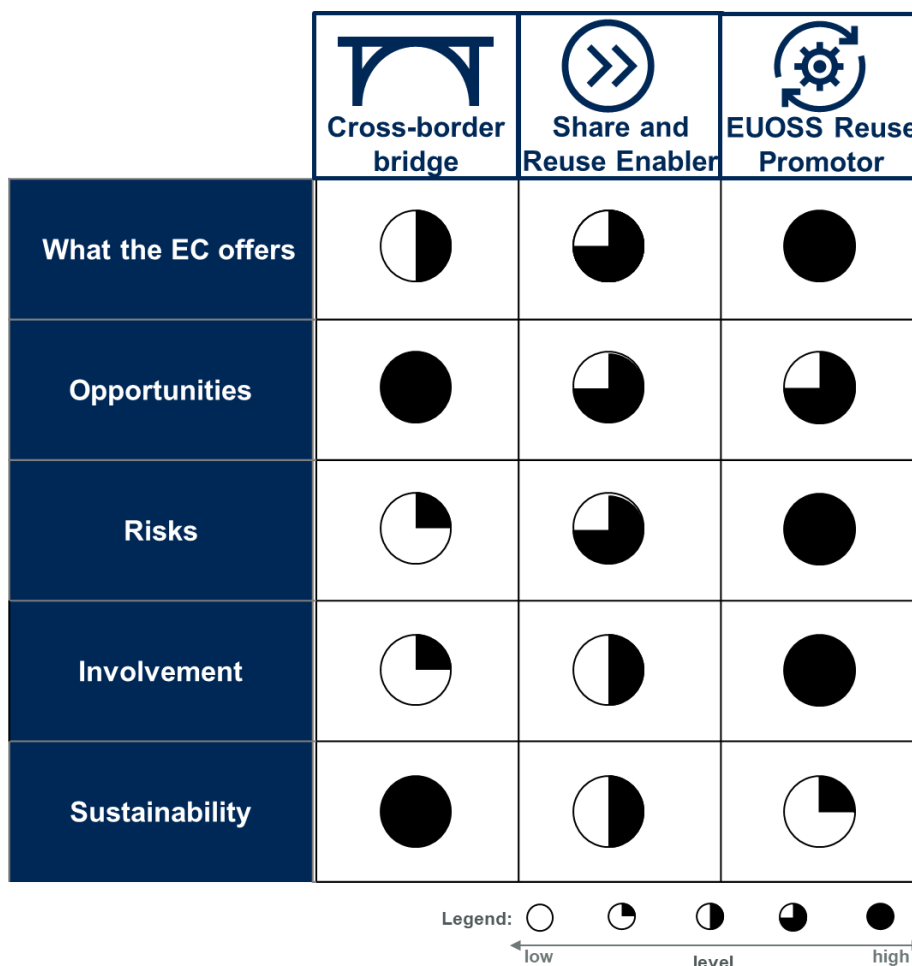 Cross-border
bridge
Share and
Reuse Enabler
EUOSS Reuse
Promotor
What the EC offers
Opportunities
Risks
Involvement
Sustainability
Legend:
low
level
high